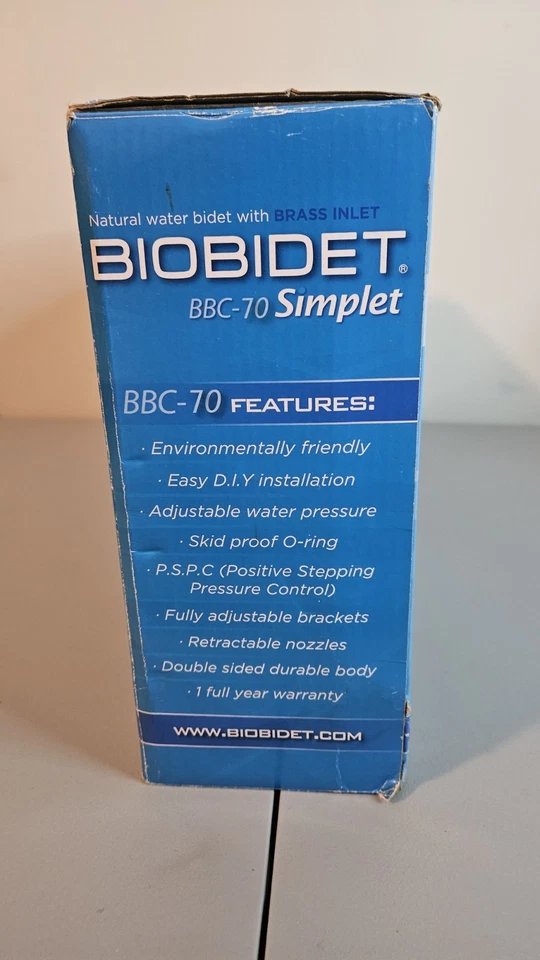 Natural water bidet with BRASS INLET
BIOBIDET®
BBC-70 Simplet
BBC-70 FEATURES:
· Environmentally friendly
· Easy D.I.Y installation
· Adjustable water pressure
· Skid proof O-ring
· P.S.P.C (Positive Stepping
Pressure Control)
· Fully adjustable brackets
· Retractable nozzles
· Double sided durable body
· 1 full year warranty
WWW.BIOBIDET.COM